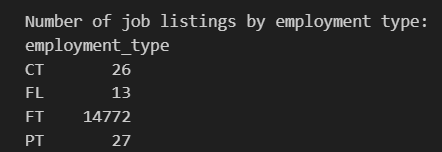 Number of job listings by employment type:
employment_type
CT 26
FL 13
FT 14772
PT 27